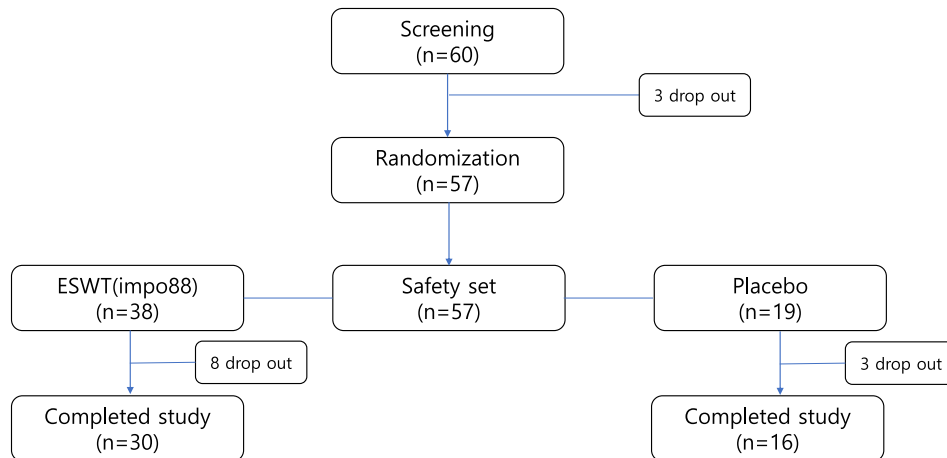 Screening
(n=60)
3 drop out
Randomization
(n=57)
ESWT(impo88)
(n=38)
Safety set
(n=57)
Placebo
(n=19)
8 drop out
3 drop out
Completed study
(n=30)
Completed study
(n=16)